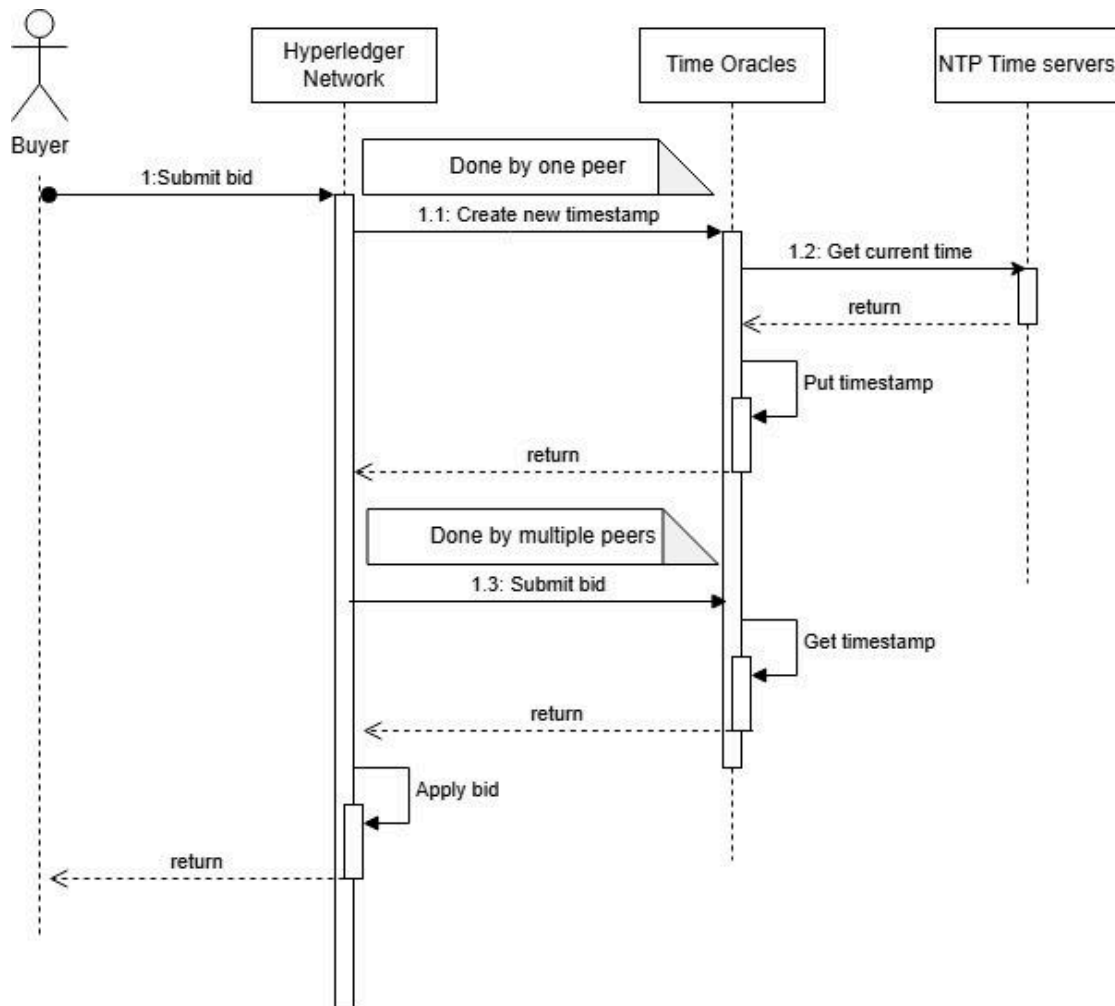 Hyperledger
Network
Time Oracles
NTP Time servers
Buyer
Done by one peer
1:Submit bid
1.1: Create new timestamp
1.2: Get current time
return
Put timestamp
return
Done by multiple peers
1.3: Submit bid
Get timestamp
return
Apply bid
return